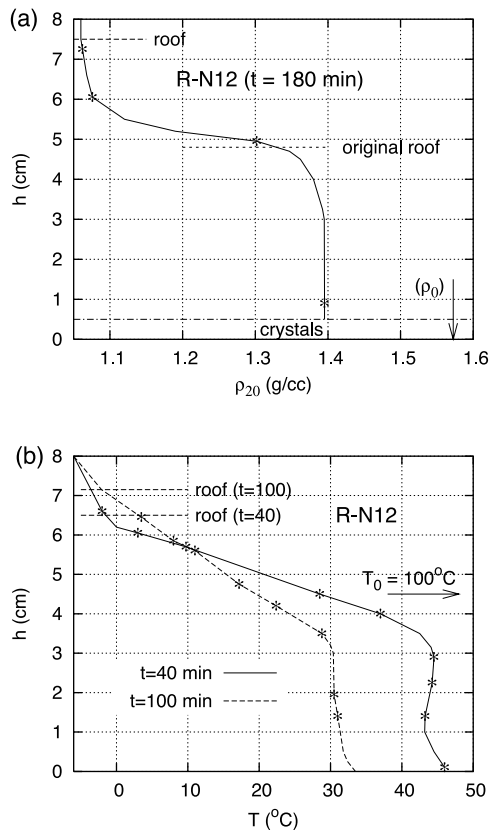 (a)
8
7
6
5
4
3
2
1
0
h (cm)
roof
R-N12 (t = 180 min)
original roof
(ρ0)
crystals
1.1 1.2 1.3 1.4 1.5 1.6
ρ20 (g/cc)
(b)
8
7
6
5
4
3
2
1
0
h (cm)
roof (t=100)
roof (t=40)
R-N12
T0 = 100°C
t=40 min
t=100 min
0 10 20 30 40 50
T (°C)